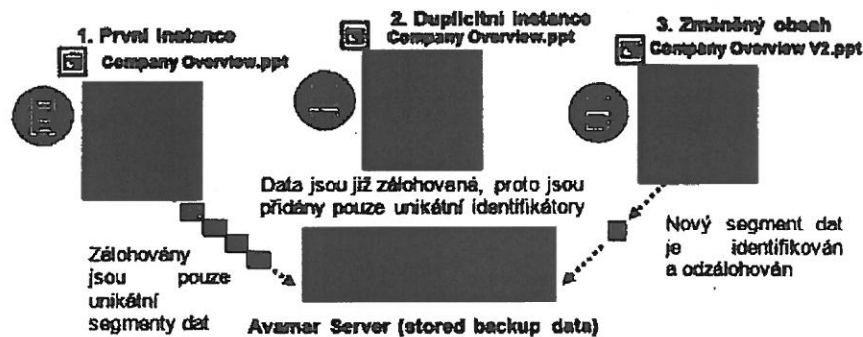 1. První instance
Company Overview.ppt
2. Duplicitní instance
Company Overview.ppt
3. Změněný obsah
Company Overview V2.ppt
Data jsou již zálohovaná, proto jsou
přidány pouze unikátní identifikátory
Zálohovány
jsou pouze
unikátní
segmenty dat
Nový segment dat
je identifikován
a odzálohován
Avamar Server (stored backup data)